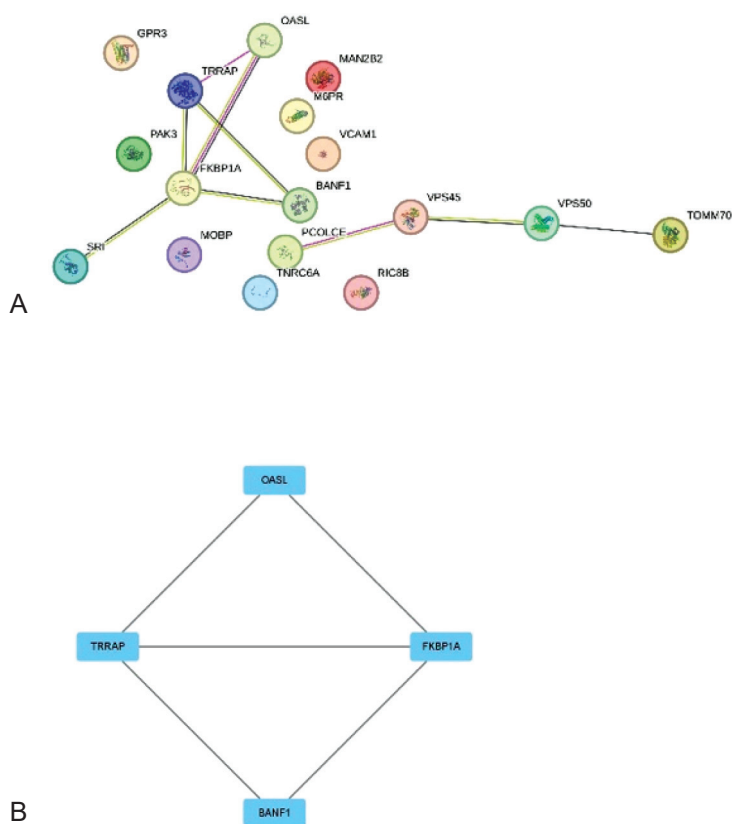 OASL
GPR3
MAN2B2
TRRAP
M6PR
VCAM1
PAK3
FKBP1A
BANF1
VPS45
VPS50
TOMM70
SRI
MOBP
PCOLCE
TNRC6A
RIC8B
A
OASL
TRRAP
FKBP1A
BANF1
B